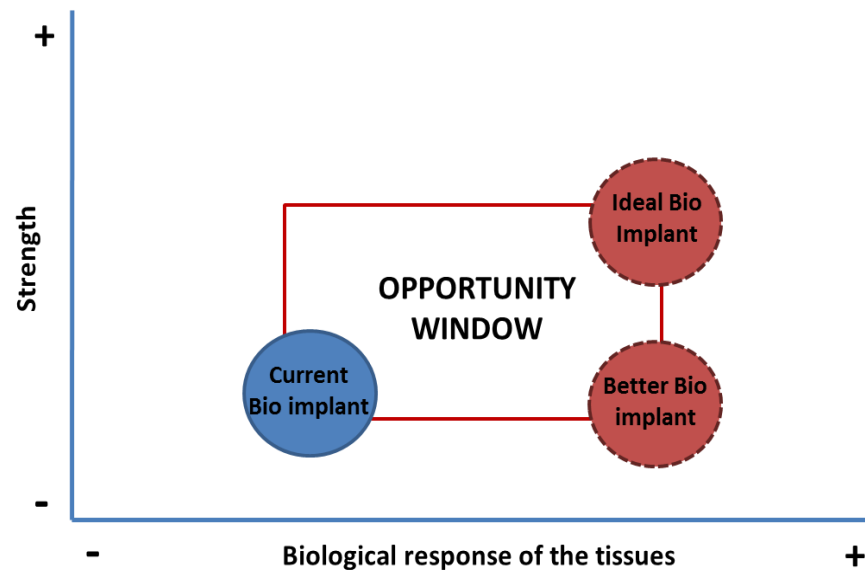 +
Strength
-
Ideal Bio
Implant
OPPORTUNITY
WINDOW
Current
Bio implant
Better Bio
implant
-
Biological response of the tissues
+